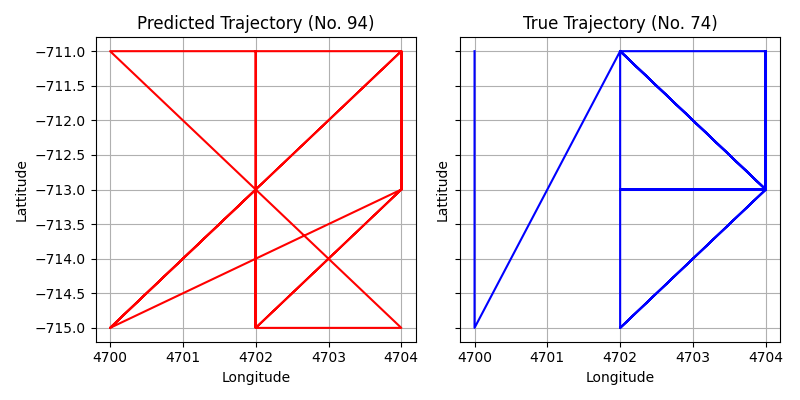 Predicted Trajectory (No. 94)
Lattitude
−711.0
−711.5
−712.0
−712.5
−713.0
−713.5
−714.0
−714.5
−715.0
4700 4701 4702 4703 4704
Longitude
True Trajectory (No. 74)
Lattitude
4700 4701 4702 4703 4704
Longitude